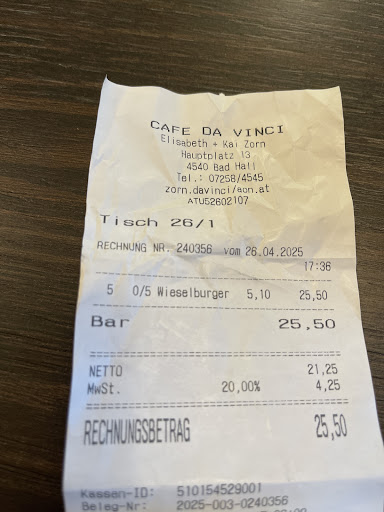 CAFE DA VINCI
Elisabeth + Kai Zorn
Hauptplatz 13
4540 Bad Hall
Tel.: 07258/4545
zorn.davinci/aon.at
ATU52602107
Tisch 26/1
RECHNUNG NR. 240356 vom 26.04.2025
17:36
5 0/5 Wieselburger 5,10 25,50
Bar 25,50
NETTO 21,25
MwSt. 20,00% 4,25
RECHNUNGSBETRAG 25,50
Kassen-ID: 510154529001
Beleg-Nr: 2025-003-0240356